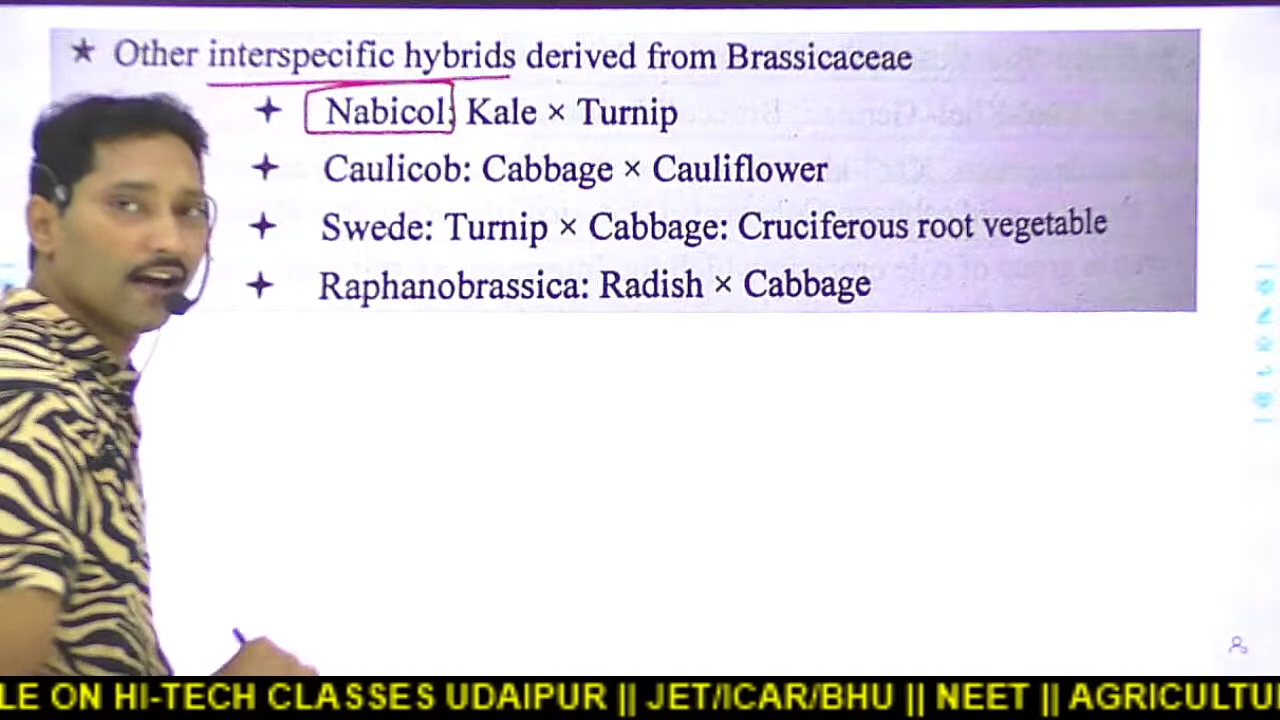 ★ Other interspecific hybrids derived from Brassicaceae
✦ Nabicol: Kale × Turnip
✦ Caulicob: Cabbage × Cauliflower
✦ Swede: Turnip × Cabbage: Cruciferous root vegetable
✦ Raphanobrassica: Radish × Cabbage
LE ON HI-TECH CLASSES UDAIPUR || JET/ICAR/BHU || NEET || AGRICULTU